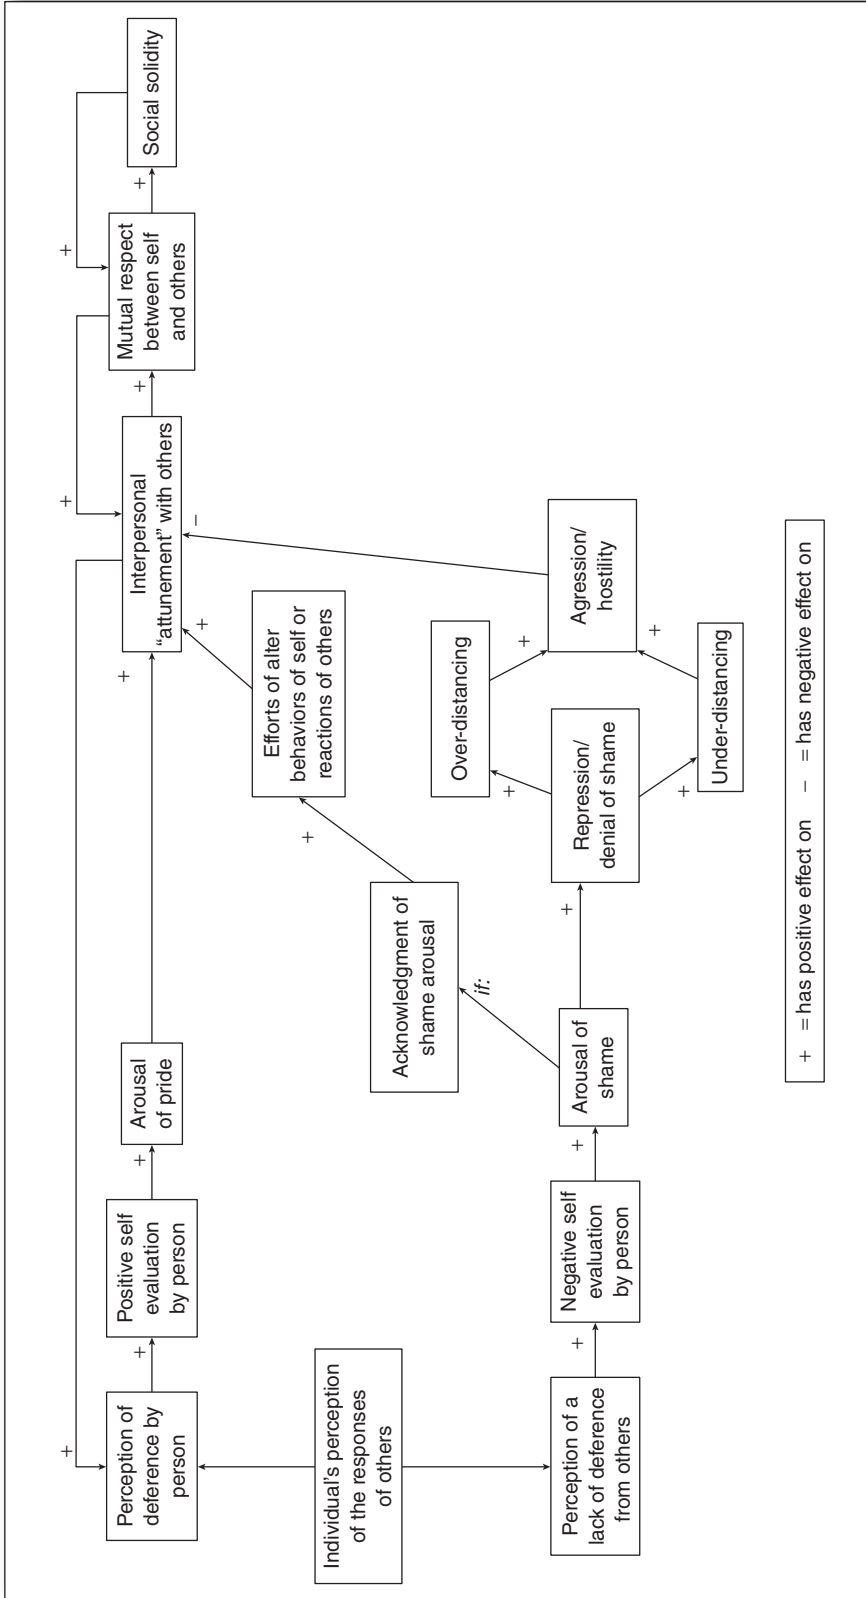 Perception of
deference by
person
+
Positive self
evaluation
by person
+
Arousal
of pride
+
Interpersonal
“attunement” with others
+
Mutual respect
between self
and others
+
Social solidity
+
+
+
Individual’s perception
of the responses
of others
Perception of a
lack of deference
from others
+
Negative self
evaluation
by person
+
Arousal of
shame
if:
Acknowledgment of
shame arousal
+
Efforts of alter
behaviors of self or
reactions of others
+
+
Repression/
denial of shame
+
Over-distancing
+
+
Under-distancing
+
Agression/
hostility
–
+ = has positive effect on – = has negative effect on